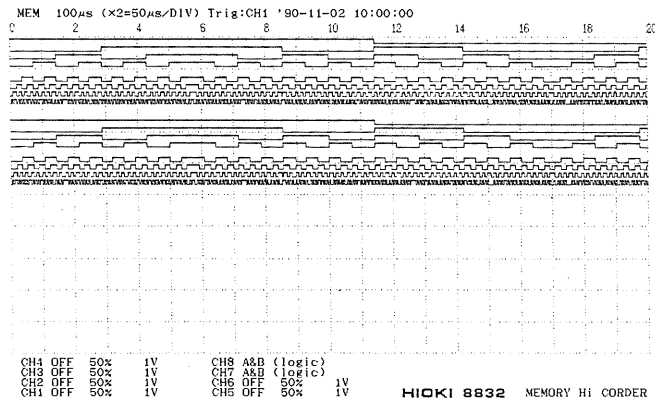 MEM 100μs (×2=50μs/DIV) Trig:CH1 '90-11-02 10:00:00
0 2 4 6 8 10 12 14 16 18 20
CH4 OFF 50% 1V CH8 A&B (logic)
CH3 OFF 50% 1V CH7 A&B (logic)
CH2 OFF 50% 1V CH6 OFF 50% 1V
CH1 OFF 50% 1V CH5 OFF 50% 1V
HIOKI 8832 MEMORY Hi CORDER